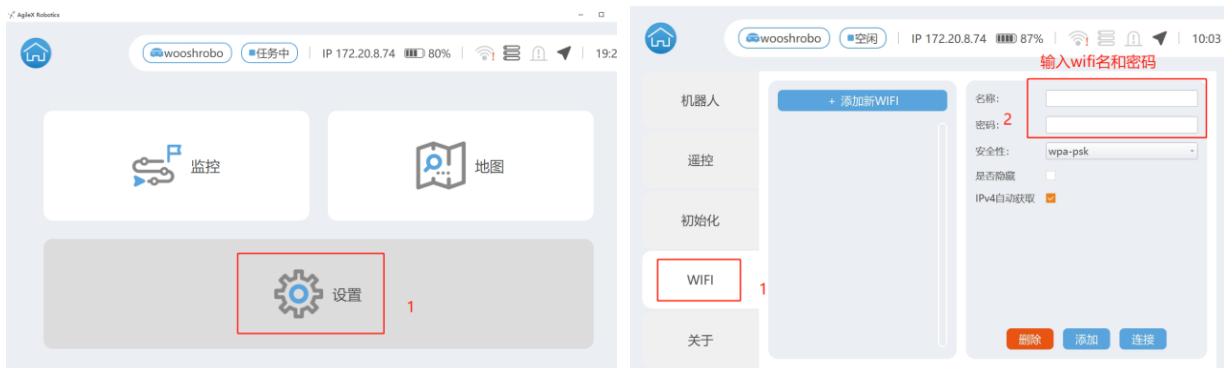 AgileX Robotics
wooshrobo 任务中 IP 172.20.8.74 80% 19:2
监控
地图
设置
1
wooshrobo 空闲 IP 172.20.8.74 87% 10:03
输入wifi名和密码
机器人
遥控
初始化
WIFI
1
关于
+ 添加新WIFI
名称:
密码: 2
安全性: wpa-psk
是否隐藏
IPv4自动获取
删除 添加 连接